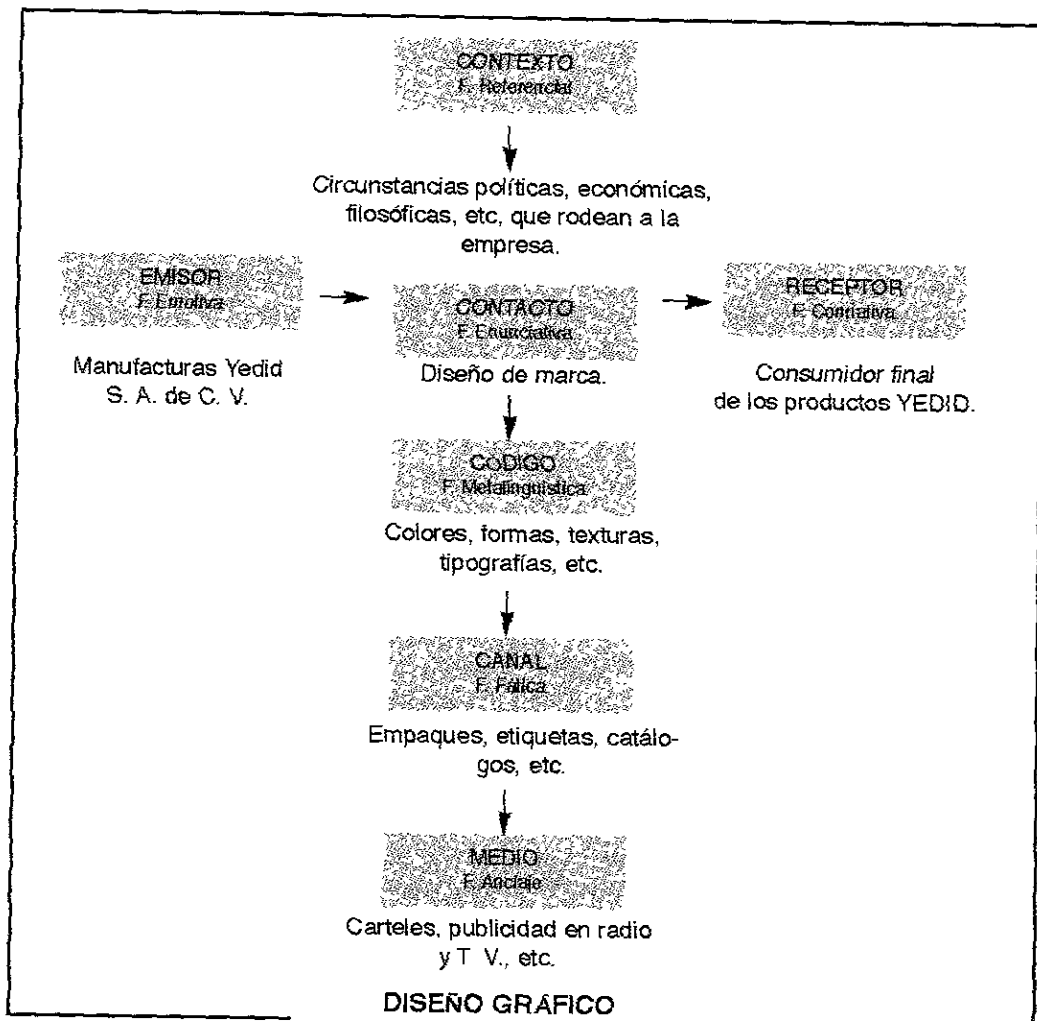 CONTEXTO
F. Referencial
Circunstancias políticas, económicas,
filosóficas, etc, que rodean a la
empresa.
EMISOR
F. Emotiva
CONTACTO
F. Enunciativa
RECEPTOR
F. Connativa
Manufacturas Yedid
S. A. de C. V.
Diseño de marca.
Consumidor final
de los productos YEDID.
CODIGO
F. Metalinguistica
Colores, formas, texturas,
tipografías, etc.
CANAL
F. Fática
Empaques, etiquetas, catálo-
gos, etc.
MEDIO
F. Anclaje
Carteles, publicidad en radio
y T V., etc.
DISEÑO GRÁFICO